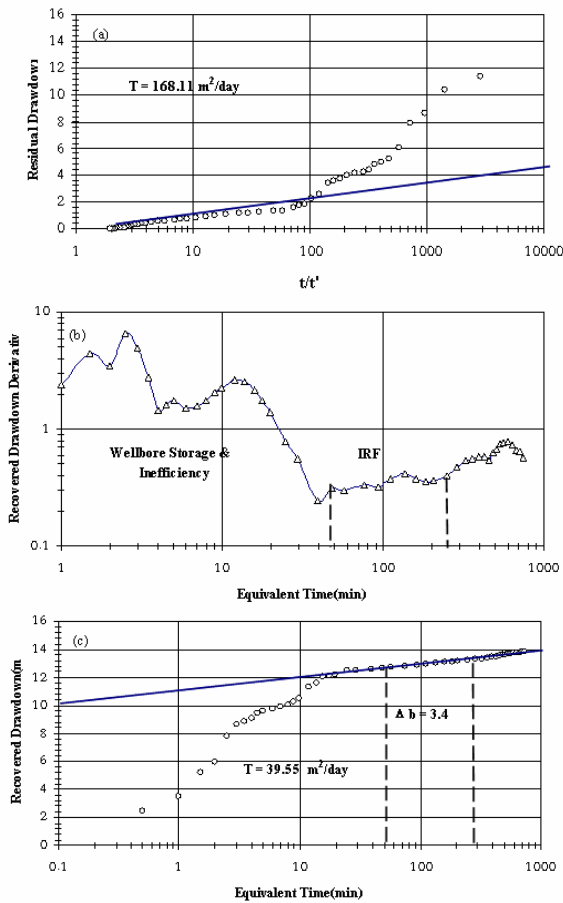 16
14
12
10
8
6
4
2
0
(a)
T = 168.11 m²/day
Residual Drawdown
1 10 100 1000 10000
t/t'
10
1
0.1
(b)
Wellbore Storage &
Inefficiency
IRF
Recovered Drawdown Derivativ
1 10 100 1000
Equivalent Time(min)
16
14
12
10
8
6
4
2
0
(c)
Δ b = 3.4
T = 39.55 m²/day
Recovered Drawdown(m
0.1 1 10 100 1000
Equivalent Time(min)